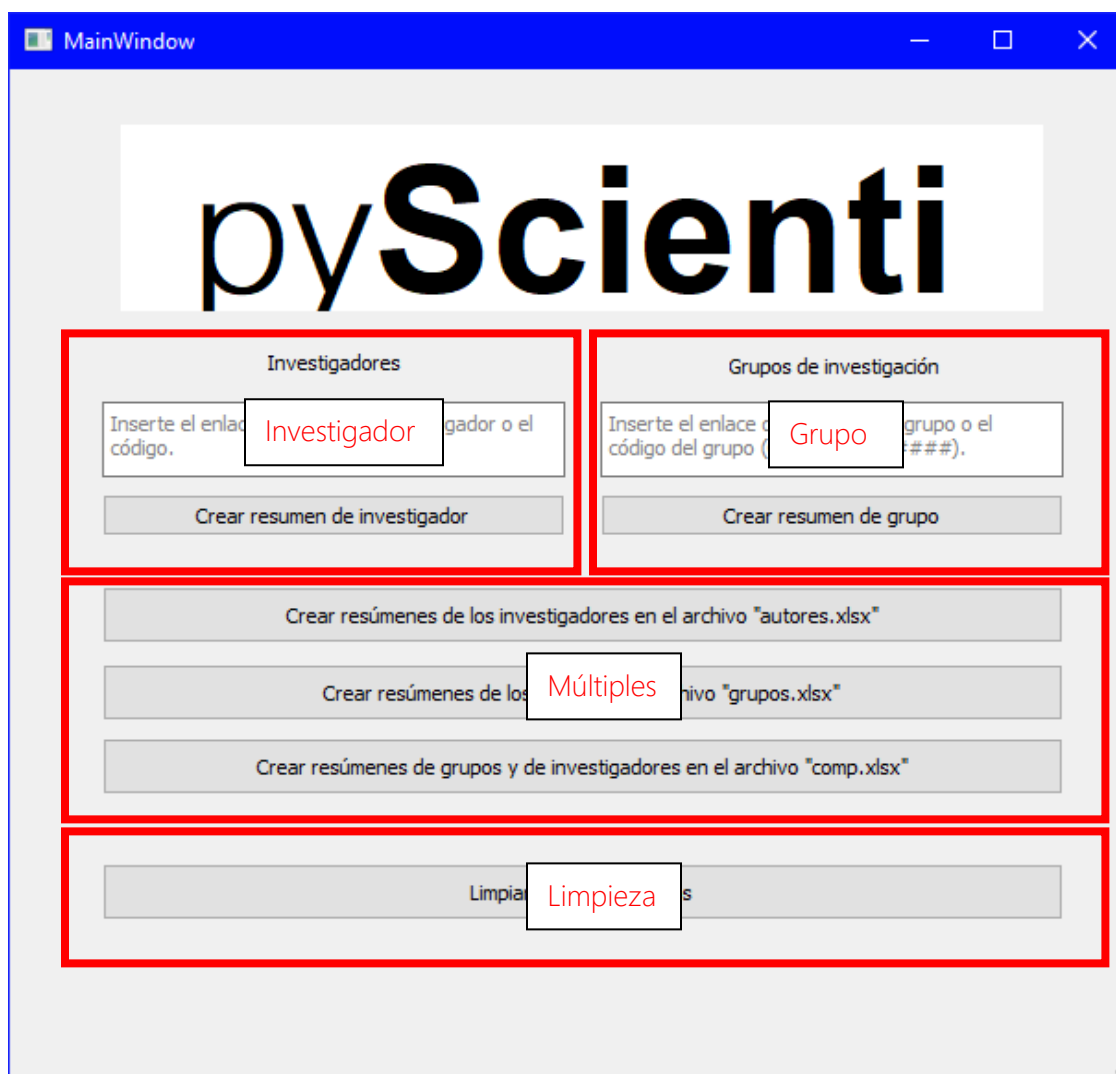 MainWindow
pyScienti
Investigadores
Inserte el enlac gador o el
código.
Investigador
Crear resumen de investigador
Grupos de investigación
Inserte el enlace grupo o el
código del grupo ( ####).
Grupo
Crear resumen de grupo
Crear resúmenes de los investigadores en el archivo "autores.xlsx"
Crear resúmenes de los hivo "grupos.xlsx"
Múltiples
Crear resúmenes de grupos y de investigadores en el archivo "comp.xlsx"
Limpiar s
Limpieza